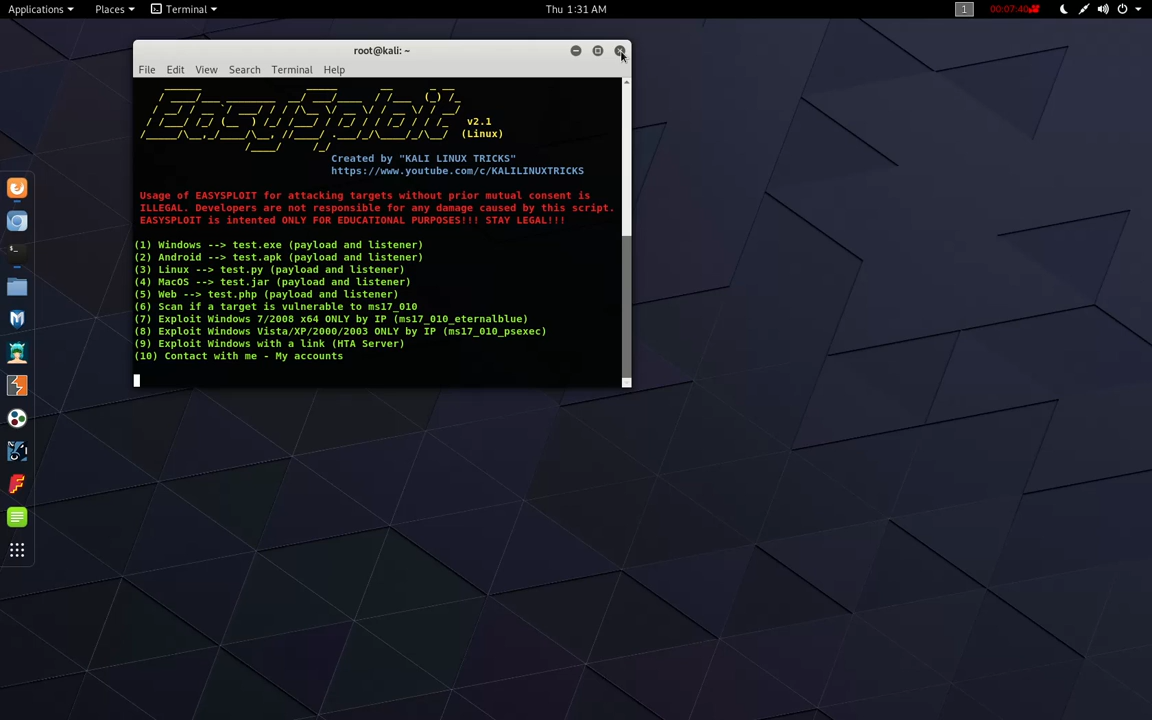 Applications Places Terminal Thu 1:31 AM 1 00:07:40
root@kali: ~
File Edit View Search Terminal Help
EasySploit
v2.1
(Linux)
Created by "KALI LINUX TRICKS"
https://www.youtube.com/c/KALILINUXTRICKS
Usage of EASYSPLOIT for attacking targets without prior mutual consent is
ILLEGAL. Developers are not responsible for any damage caused by this script.
EASYSPLOIT is intented ONLY FOR EDUCATIONAL PURPOSES!!! STAY LEGAL!!!
(1) Windows --> test.exe (payload and listener)
(2) Android --> test.apk (payload and listener)
(3) Linux --> test.py (payload and listener)
(4) MacOS --> test.jar (payload and listener)
(5) Web --> test.php (payload and listener)
(6) Scan if a target is vulnerable to ms17_010
(7) Exploit Windows 7/2008 x64 ONLY by IP (ms17_010_eternalblue)
(8) Exploit Windows Vista/XP/2000/2003 ONLY by IP (ms17_010_psexec)
(9) Exploit Windows with a link (HTA Server)
(10) Contact with me - My accounts